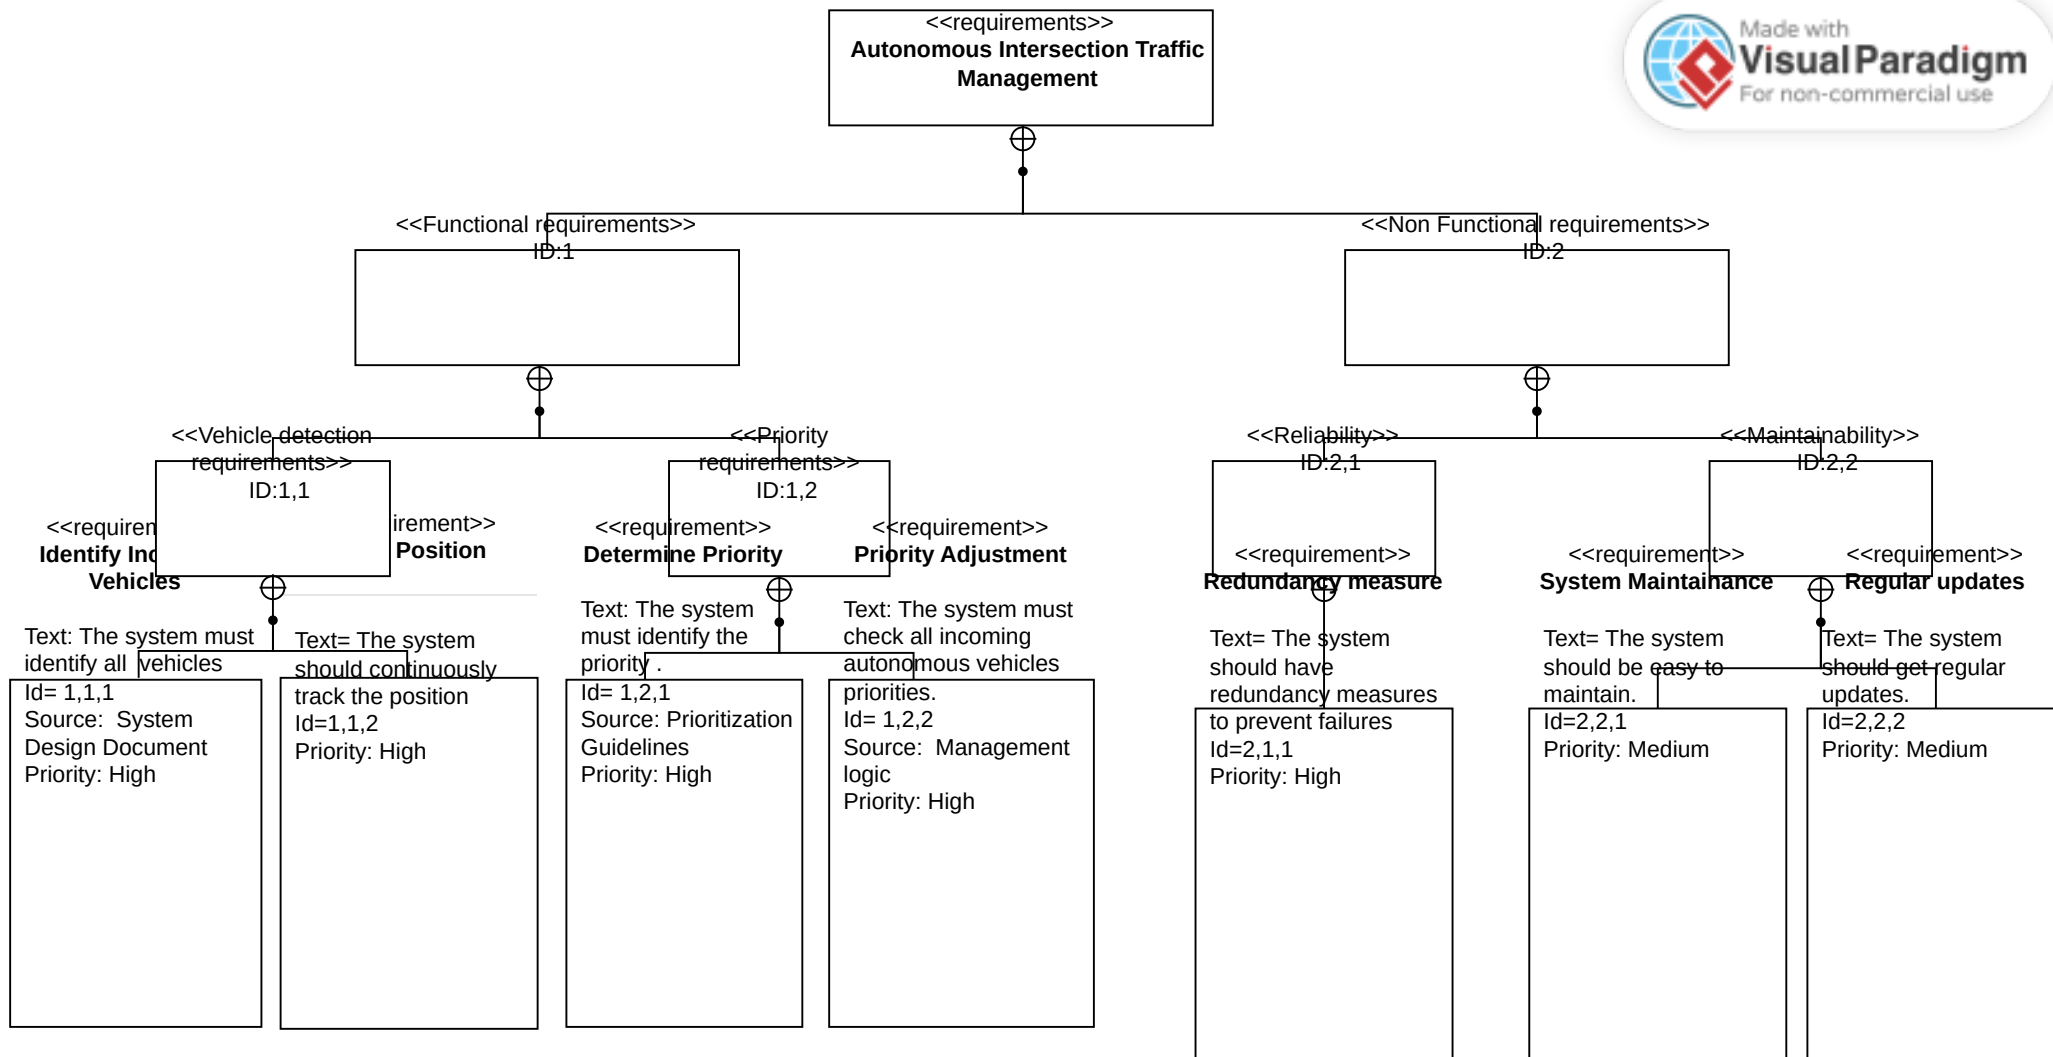 <<requirements>>
Autonomous Intersection Traffic
Management
Made with
Visual Paradigm
For non-commercial use
<<Functional requirements>>
ID:1
<<Non Functional requirements>>
ID:2
<<Vehicle detection
requirements>>
ID:1,1
<<Priority
requirements>>
ID:1,2
<<Reliability>>
ID:2,1
<<Maintainability>>
ID:2,2
<<requirem
Identify Inc
Vehicles
Text: The system must
identify all vehicles
Id= 1,1,1
Source: System
Design Document
Priority: High
irement>>
Position
Text= The system
should continuously
track the position
Id=1,1,2
Priority: High
<<requirement>>
Determine Priority
Text: The system
must identify the
priority .
Id= 1,2,1
Source: Prioritization
Guidelines
Priority: High
<<requirement>>
Priority Adjustment
Text: The system must
check all incoming
autonomous vehicles
priorities.
Id= 1,2,2
Source: Management
logic
Priority: High
<<requirement>>
Redundancy measure
Text= The system
should have
redundancy measures
to prevent failures
Id=2,1,1
Priority: High
<<requirement>>
System Maintainance
Text= The system
should be easy to
maintain.
Id=2,2,1
Priority: Medium
<<requirement>>
Regular updates
Text= The system
should get regular
updates.
Id=2,2,2
Priority: Medium